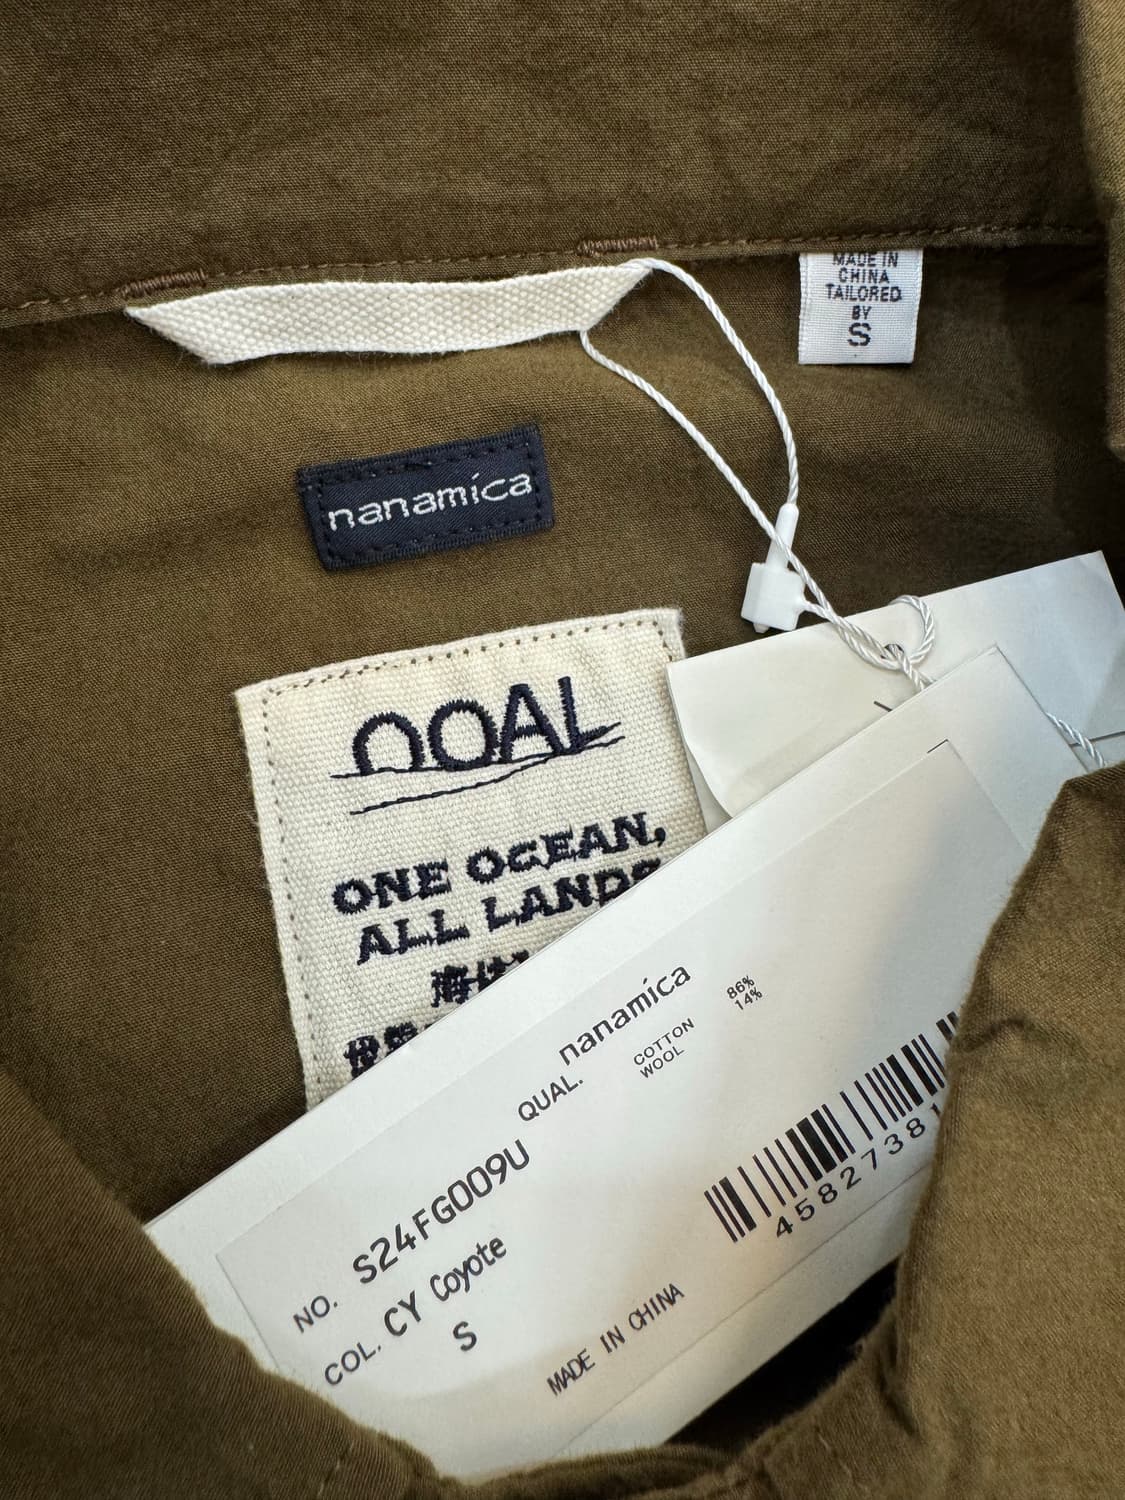 MADE IN
CHINA
TAILORED
BY
S
nanamica
OOAL
ONE OCEAN,
ALL LANDS
nanamica
QUAL.
COTTON 86%
WOOL 14%
NO. S24FG009U
COL. CY Coyote
S
4582738
MADE IN CHINA